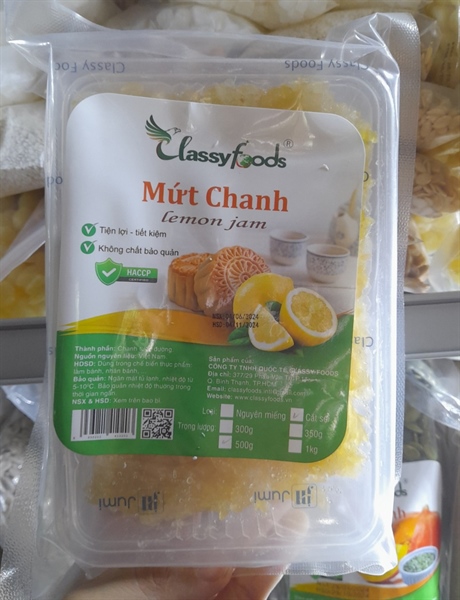 Classy Foods
Classyfoods®
Mứt Chanh
lemon jam
Tiện lợi - tiết kiệm
Không chất bảo quản
HACCP
Thành phần: Chanh
Nguồn nguyên liệu: Việt Nam.
HDSD: Dùng trong chế biến thực phẩm
làm bánh, nhân bánh.
Bảo quản: Ngăn mát tủ lạnh, nhiệt độ từ
5-10°C. Bảo quản nhiệt độ thường trong
thời gian ngắn.
NSX & HSD: Xem trên bao bì.
Sản phẩm của:
CÔNG TY TNHH QUỐC TẾ CLASSY FOODS
Q. Bình Thạnh, TP.HCM
Website: www.classyfoods.vn
Loại:
Nguyên miếng
Cắt
Trọng lượng:
300g
350g
500g
1kg
Jumi
Jumi